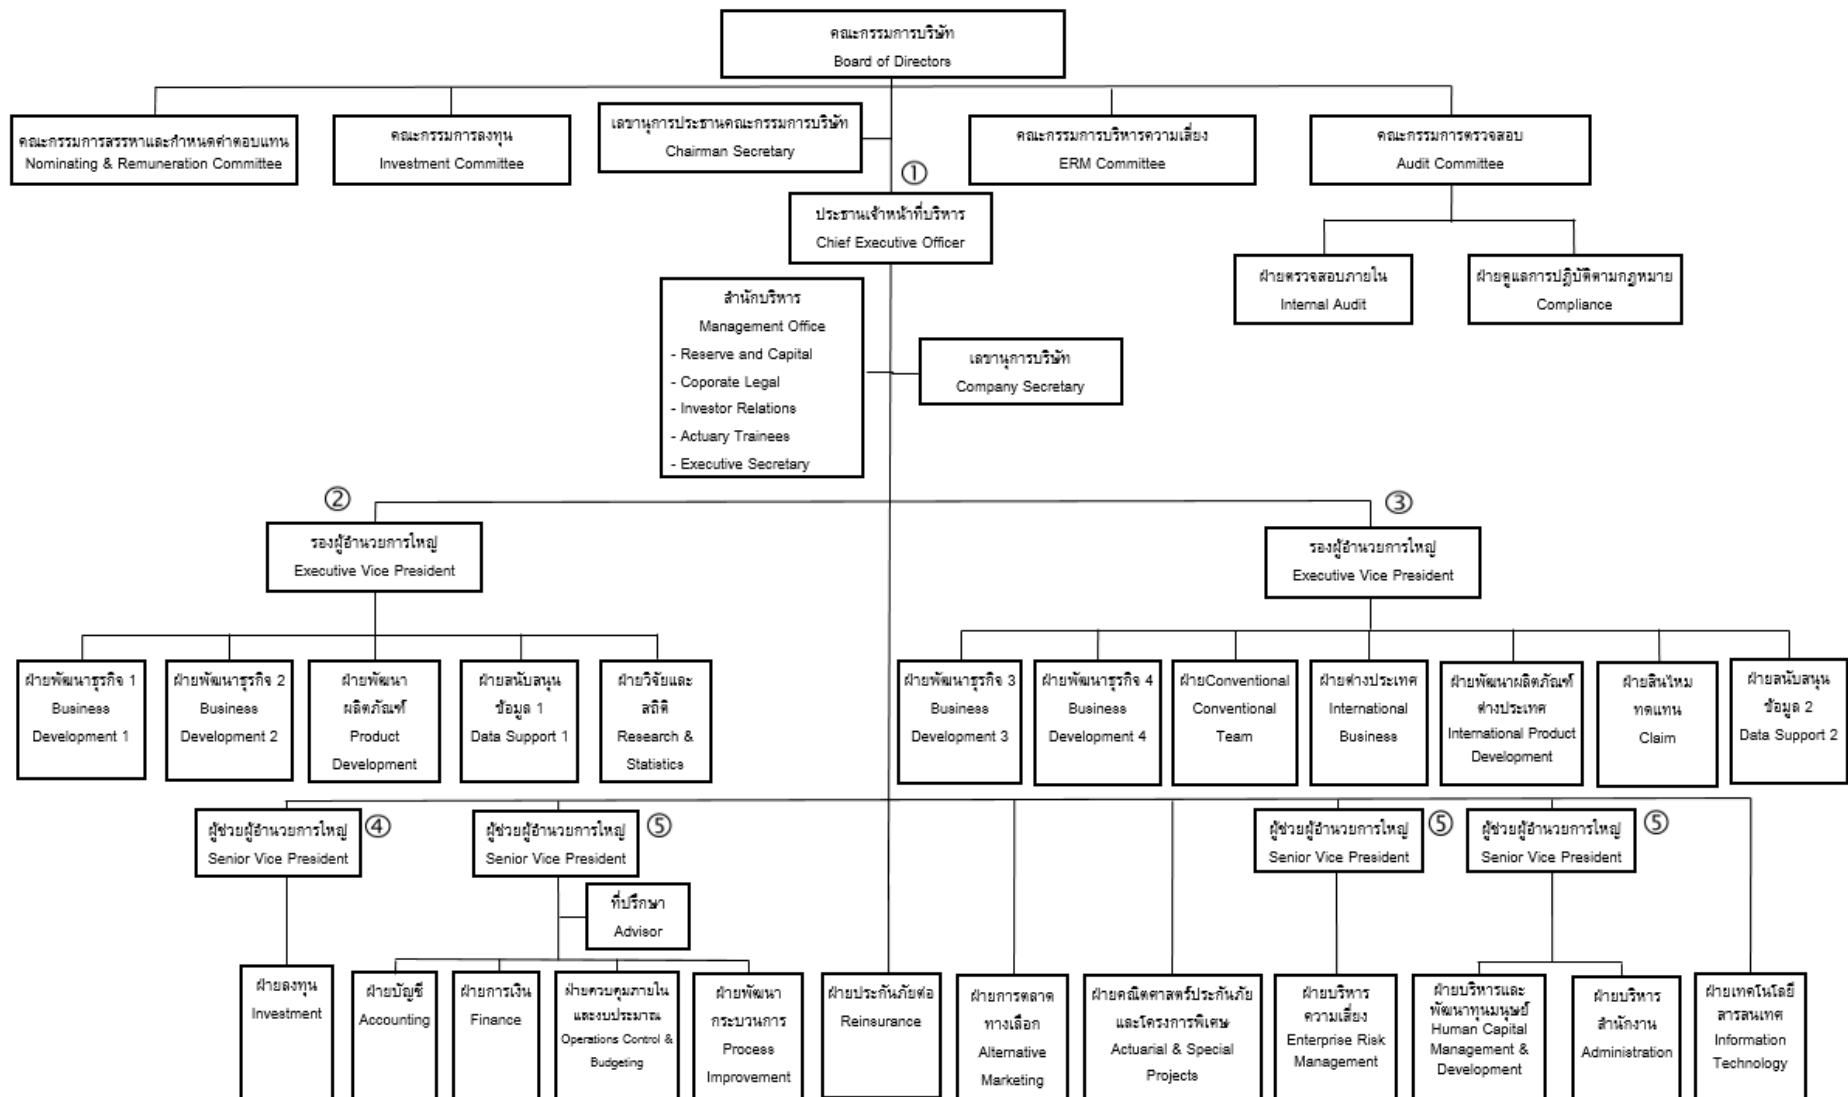 คณะกรรมการบริษัท
Board of Directors
คณะกรรมการสรรหาและกำหนดค่าตอบแทน
Nominating & Remuneration Committee
คณะกรรมการลงทุน
Investment Committee
เลขานุการประธานคณะกรรมการบริษัท
Chairman Secretary
คณะกรรมการบริหารความเสี่ยง
ERM Committee
คณะกรรมการตรวจสอบ
Audit Committee
①
ประธานเจ้าหน้าที่บริหาร
Chief Executive Officer
ฝ่ายตรวจสอบภายใน
Internal Audit
ฝ่ายดูแลการปฎิบัติตามกฎหมาย
Compliance
สำนักบริหาร
Management Office
- Reserve and Capital
- Coporate Legal
- Investor Relations
- Actuary Trainees
- Executive Secretary
เลขานุการบริษัท
Company Secretary
②
รองผู้อำนวยการใหญ่
Executive Vice President
③
รองผู้อำนวยการใหญ่
Executive Vice President
ฝ่ายพัฒนาธุรกิจ 1
Business
Development 1
ฝ่ายพัฒนาธุรกิจ 2
Business
Development 2
ฝ่ายพัฒนา
ผลิตภัณฑ์
Product
Development
ฝ่ายสนับสนุน
ข้อมูล 1
Data Support 1
ฝ่ายวิจัยและ
สถิติ
Research &
Statistics
ฝ่ายพัฒนาธุรกิจ 3
Business
Development 3
ฝ่ายพัฒนาธุรกิจ 4
Business
Development 4
ฝ่ายConventional
Conventional
Team
ฝ่ายต่างประเทศ
International
Business
ฝ่ายพัฒนาผลิตภัณฑ์
ต่างประเทศ
International Product
Development
ฝ่ายสินไหม
ทดแทน
Claim
ฝ่ายสนับสนุน
ข้อมูล 2
Data Support 2
ผู้ช่วยผู้อำนวยการใหญ่
Senior Vice President
④
ผู้ช่วยผู้อำนวยการใหญ่
Senior Vice President
⑤
ผู้ช่วยผู้อำนวยการใหญ่
Senior Vice President
⑤
ผู้ช่วยผู้อำนวยการใหญ่
Senior Vice President
⑤
ที่ปรึกษา
Advisor
ฝ่ายลงทุน
Investment
ฝ่ายบัญชี
Accounting
ฝ่ายการเงิน
Finance
ฝ่ายควบคุมภายใน
และงบประมาณ
Operations Control &
Budgeting
ฝ่ายพัฒนา
กระบวนการ
Process
Improvement
ฝ่ายประกันภัยต่อ
Reinsurance
ฝ่ายการตลาด
ทางเลือก
Alternative
Marketing
ฝ่ายคณิตศาสตร์ประกันภัย
และโครงการพิเศษ
Actuarial & Special
Projects
ฝ่ายบริหาร
ความเสี่ยง
Enterprise Risk
Management
ฝ่ายบริหารและ
พัฒนาทุนมนุษย์
Human Capital
Management &
Development
ฝ่ายบริหาร
สำนักงาน
Administration
ฝ่ายเทคโนโลยี
สารสนเทศ
Information
Technology